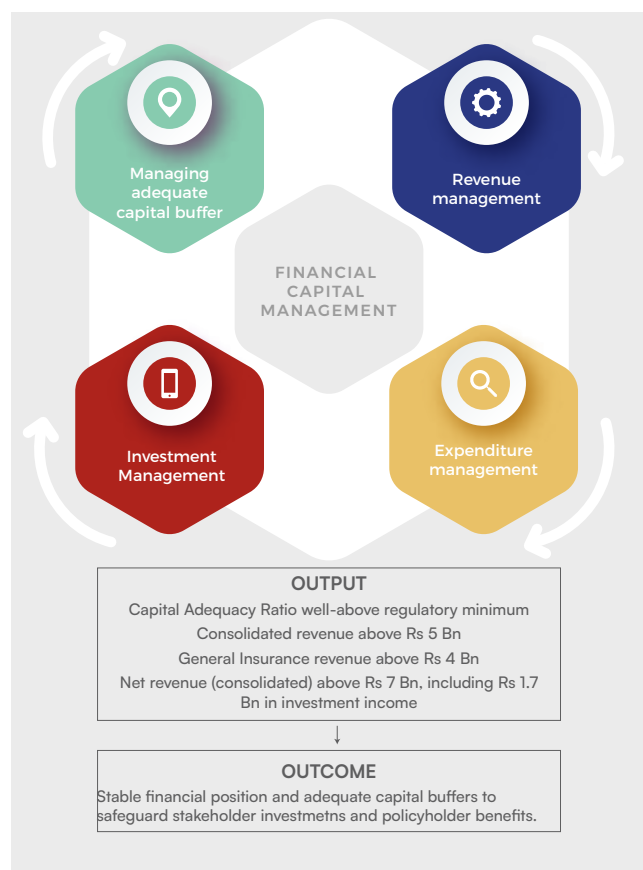 Managing
adequate
capital buffer
Revenue
management
FINANCIAL
CAPITAL
MANAGEMENT
Investment
Management
Expenditure
management
OUTPUT
Capital Adequacy Ratio well-above regulatory minimum
Consolidated revenue above Rs 5 Bn
General Insurance revenue above Rs 4 Bn
Net revenue (consolidated) above Rs 7 Bn, including Rs 1.7
Bn in investment income
↓
OUTCOME
Stable financial position and adequate capital buffers to
safeguard stakeholder investmetns and policyholder benefits.